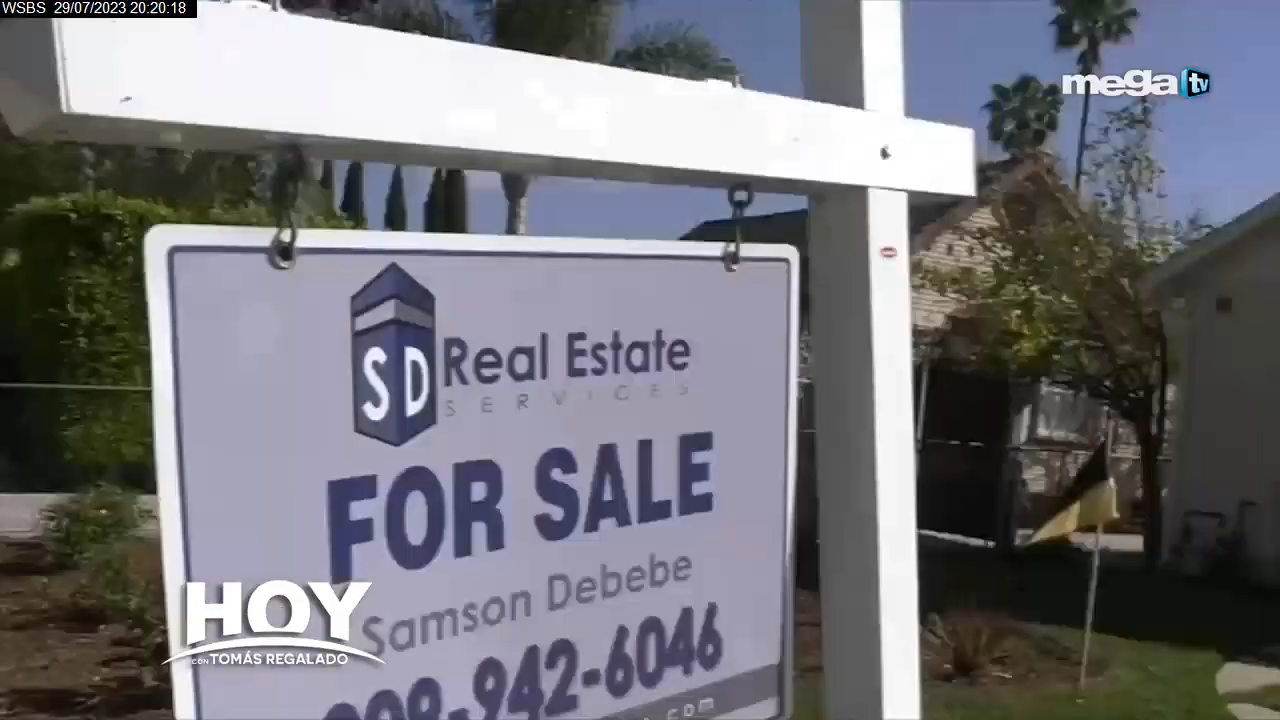 WSBS 29/07/2023 20:20:18
mega tv
SD Real Estate
SERVICES
FOR SALE
Samson Debebe
942-6046
.com
HOY
CON TOMÁS REGALADO